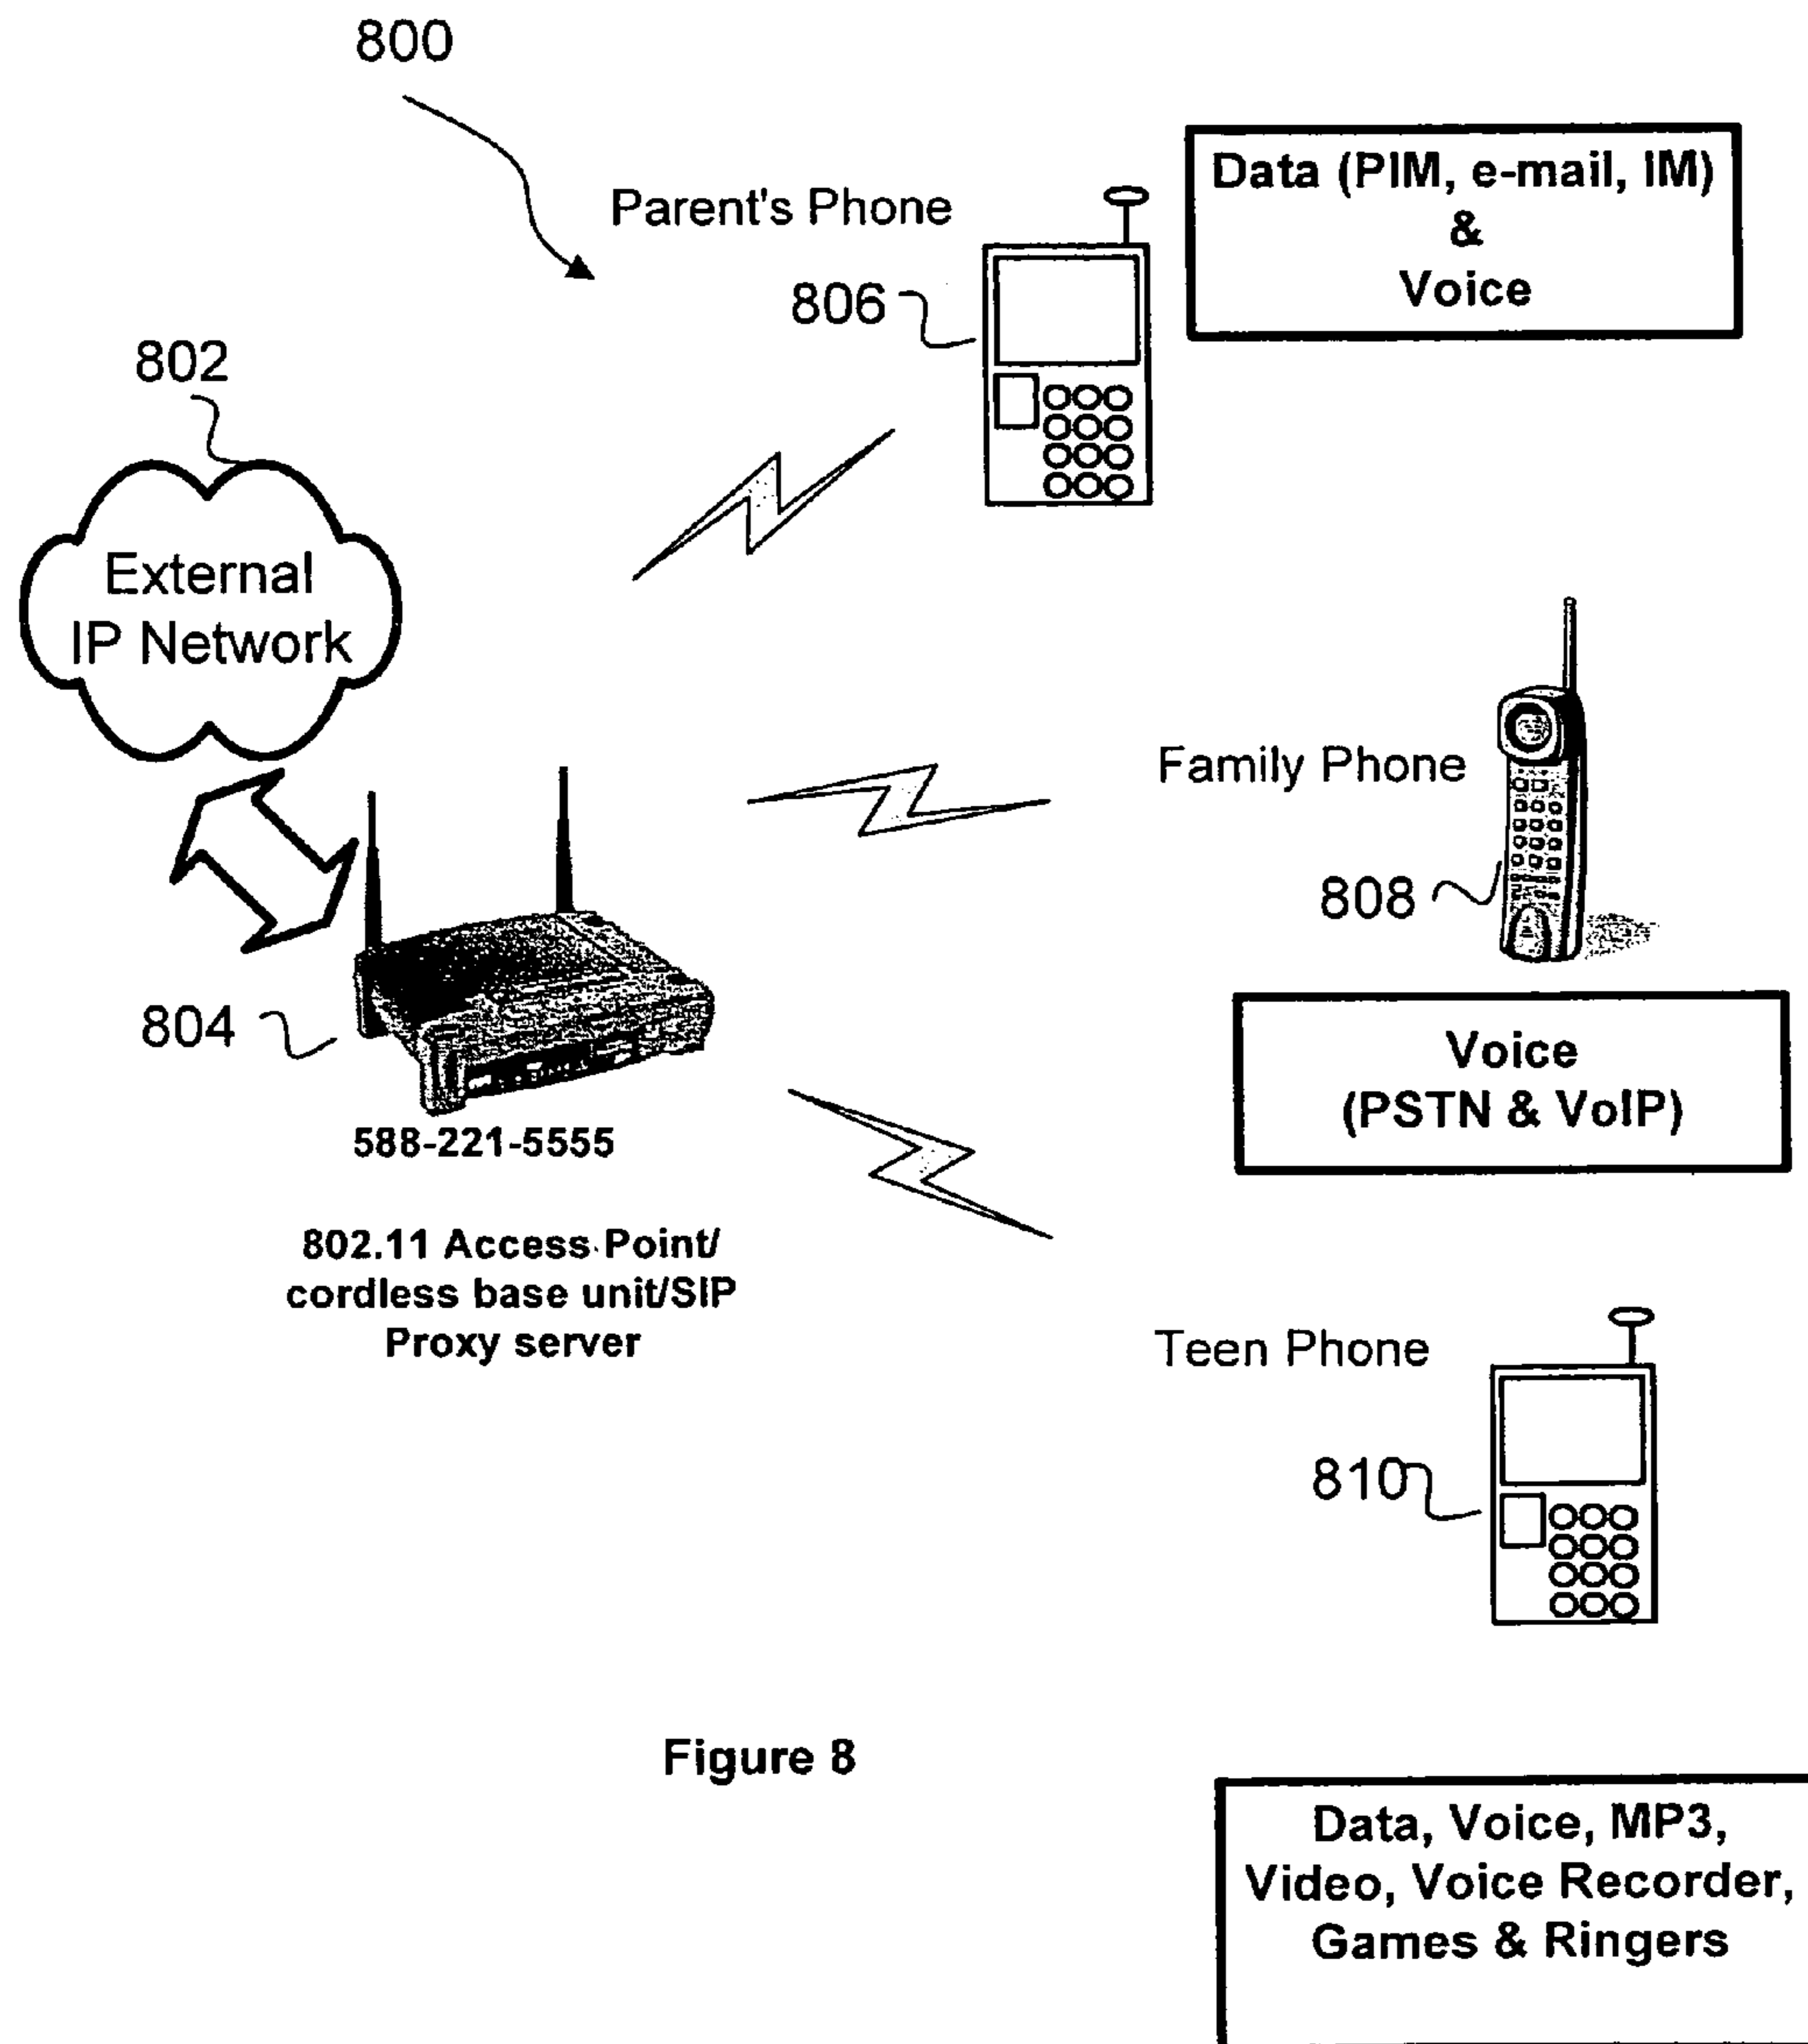 800
Parent's Phone
Data (PIM, e-mail, IM)
&
Voice
806
802
External
IP Network
Family Phone
808
804
Voice
(PSTN & VoIP)
588-221-5555
802.11 Access Point/
cordless base unit/SIP
Proxy server
Teen Phone
810
Figure 8
Data, Voice, MP3,
Video, Voice Recorder,
Games & Ringers